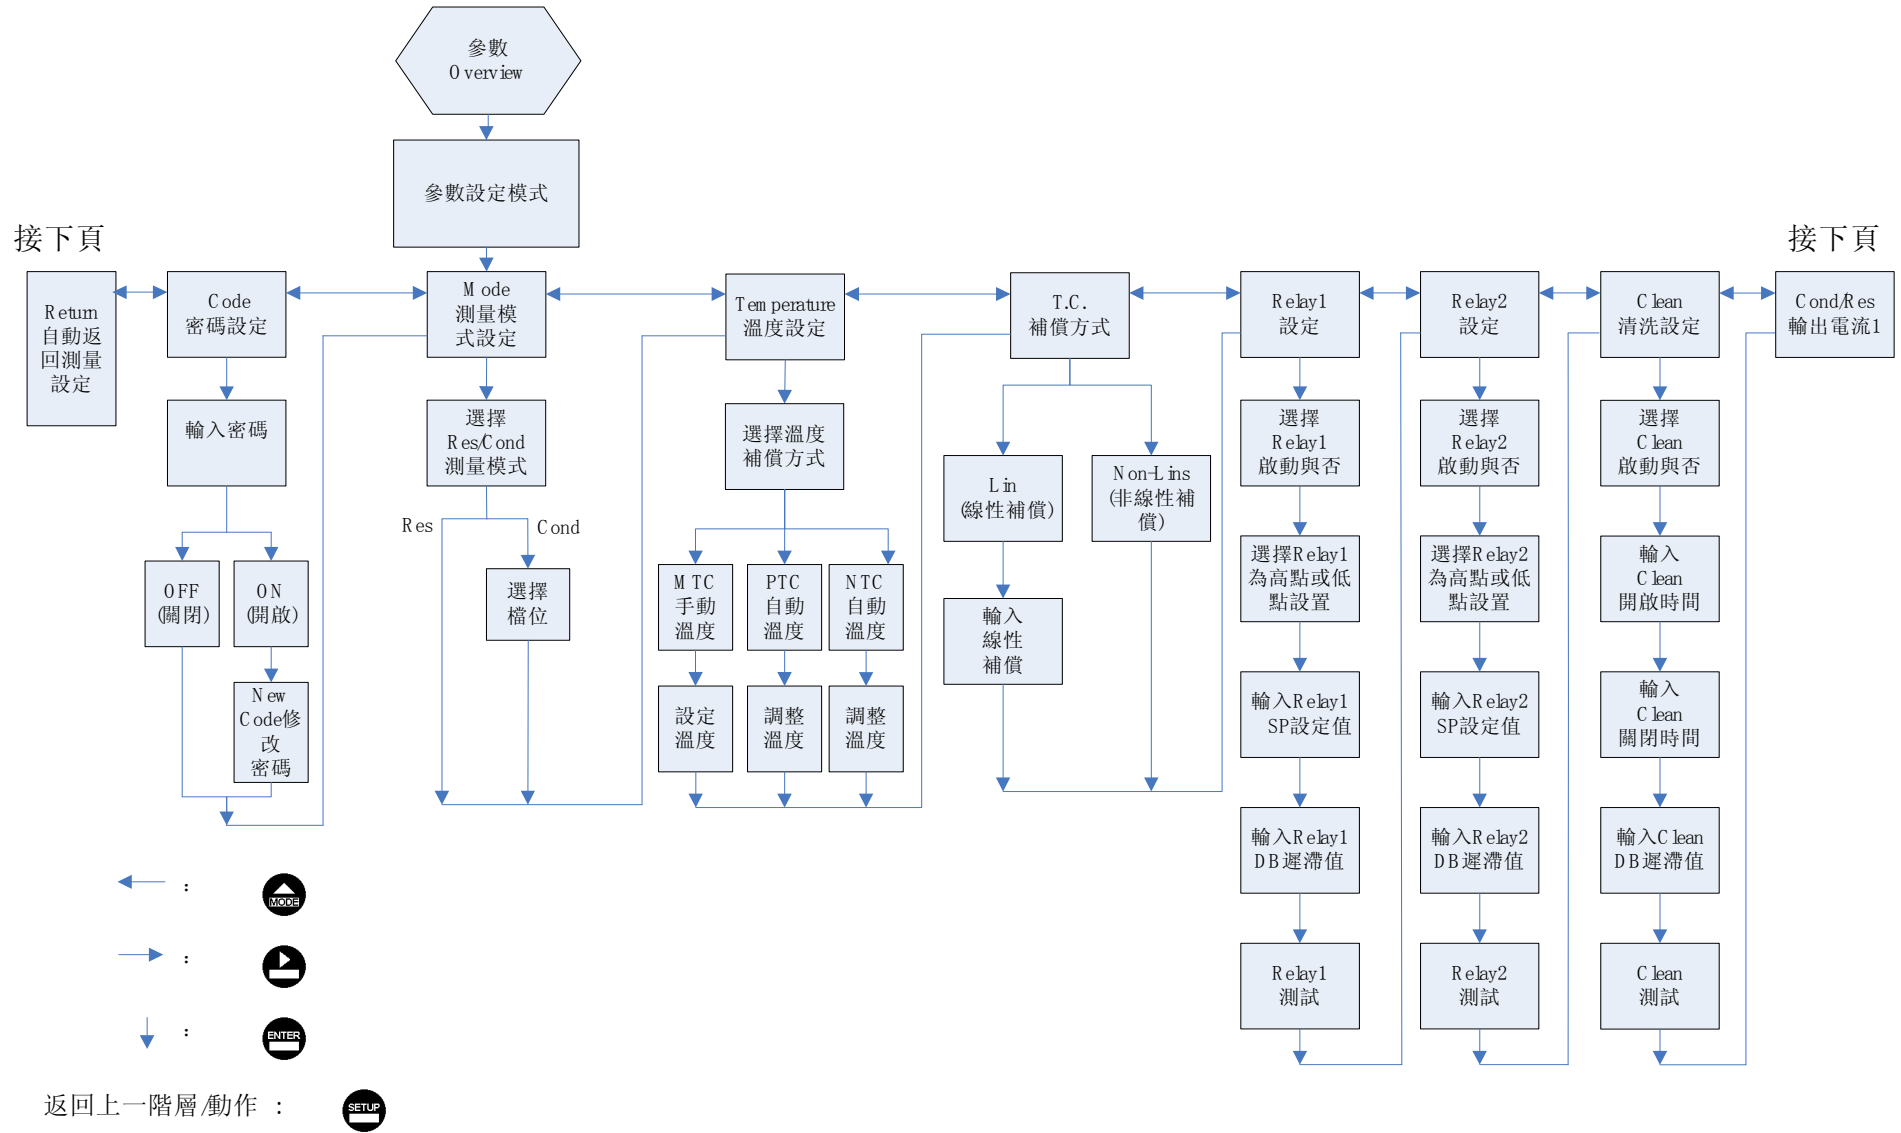 參數
Overview
參數設定模式
接下頁
接下頁
Return
自動返
回測量
設定
Code
密碼設定
Mode
測量模
式設定
Temperature
溫度設定
T.C.
補償方式
Relay1
設定
Relay2
設定
Clean
清洗設定
Cond/Res
輸出電流1
輸入密碼
選擇
Res/Cond
測量模式
選擇溫度
補償方式
Lin
(線性補償)
Non-Lins
(非線性補
償)
選擇
Relay1
啟動與否
選擇
Relay2
啟動與否
選擇
Clean
啟動與否
Res
Cond
OFF
(關閉)
ON
(開啟)
選擇
檔位
MTC
手動
溫度
PTC
自動
溫度
NTC
自動
溫度
輸入
線性
補償
選擇Relay1
為高點或低
點設置
選擇Relay2
為高點或低
點設置
輸入
Clean
開啟時間
New
Code修
改
密碼
設定
溫度
調整
溫度
調整
溫度
輸入Relay1
SP設定值
輸入Relay2
SP設定值
輸入
Clean
關閉時間
輸入Relay1
DB遲滯值
輸入Relay2
DB遲滯值
輸入Clean
DB遲滯值
Relay1
測試
Relay2
測試
Clean
測試
:
MODE
:
:
ENTER
返回上一階層/動作 :
SETUP